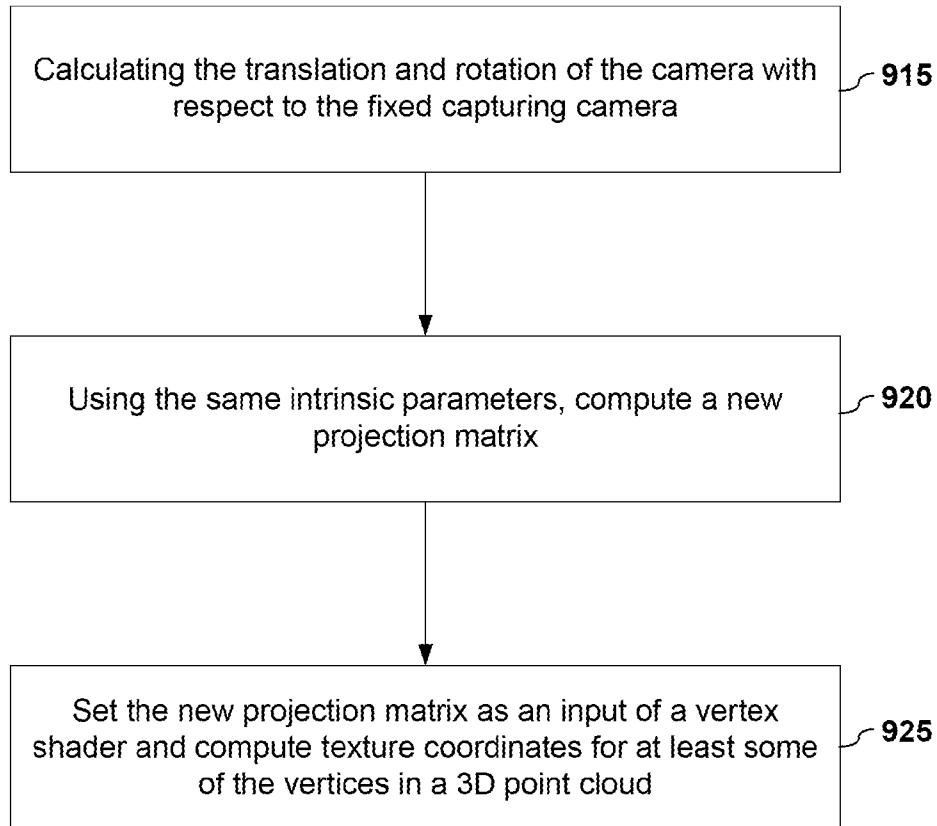 Calculating the translation and rotation of the camera with
respect to the fixed capturing camera
915
Using the same intrinsic parameters, compute a new
projection matrix
920
Set the new projection matrix as an input of a vertex
shader and compute texture coordinates for at least some
of the vertices in a 3D point cloud
925